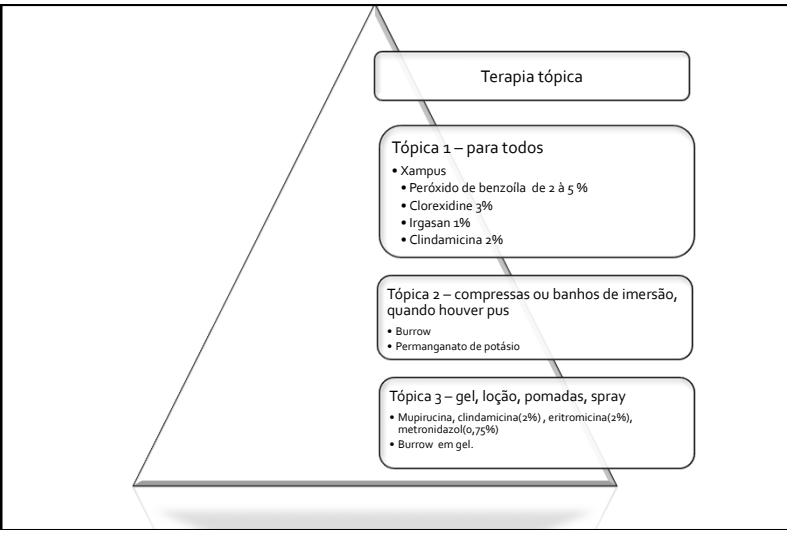 Terapia tópica
Tópica 1 – para todos
• Xampus
• Peróxido de benzoíla de 2 à 5 %
• Clorexidine 3%
• Irgasan 1%
• Clindamicina 2%
Tópica 2 – compressas ou banhos de imersão,
quando houver pus
• Burrow
• Permanganato de potásio
Tópica 3 – gel, loção, pomadas, spray
• Mupirucina, clindamicina(2%) , eritromicina(2%),
metronidazol(0,75%)
• Burrow em gel.